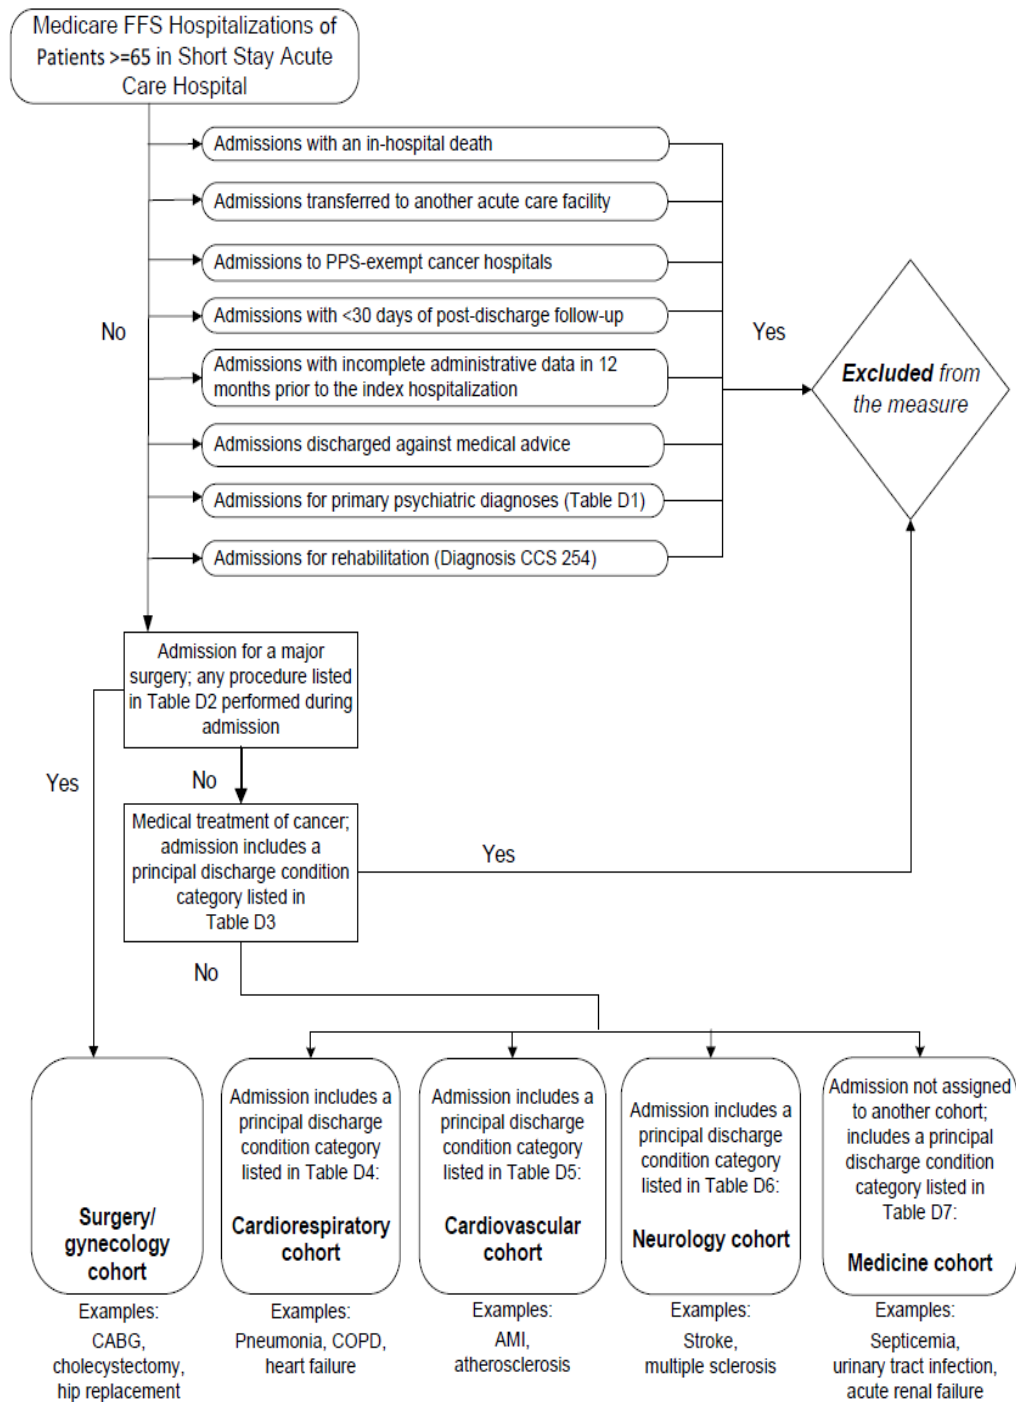 Medicare FFS Hospitalizations of
Patients >=65 in Short Stay Acute
Care Hospital
Admissions with an in-hospital death
Admissions transferred to another acute care facility
Admissions to PPS-exempt cancer hospitals
Admissions with <30 days of post-discharge follow-up
No
Yes
Admissions with incomplete administrative data in 12
months prior to the index hospitalization
Excluded from
the measure
Admissions discharged against medical advice
Admissions for primary psychiatric diagnoses (Table D1)
Admissions for rehabilitation (Diagnosis CCS 254)
Admission for a major
surgery; any procedure listed
in Table D2 performed during
admission
Yes
No
Medical treatment of cancer;
admission includes a
principal discharge condition
category listed in
Table D3
Yes
No
Surgery/
gynecology
cohort
Admission includes a
principal discharge
condition category
listed in Table D4:
Cardiorespiratory
cohort
Admission includes a
principal discharge
condition category
listed in Table D5:
Cardiovascular
cohort
Admission includes a
principal discharge
condition category
listed in Table D6:
Neurology cohort
Admission not assigned
to another cohort;
includes a principal
discharge condition
category listed in
Table D7:
Medicine cohort
Examples:
CABG,
cholecystectomy,
hip replacement
Examples:
Pneumonia, COPD,
heart failure
Examples:
AMI,
atherosclerosis
Examples:
Stroke,
multiple sclerosis
Examples:
Septicemia,
urinary tract infection,
acute renal failure